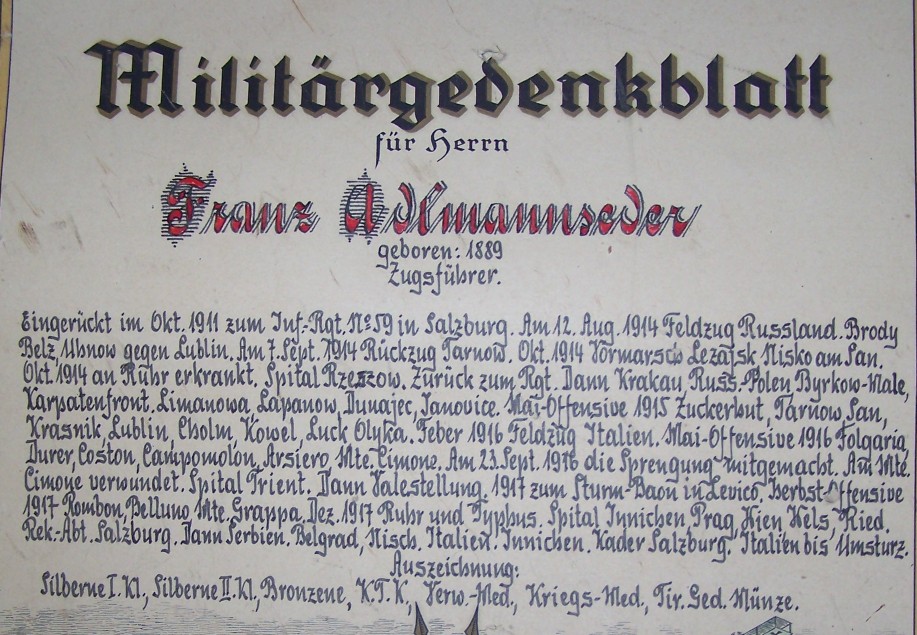 Militärgedenkblatt
für Herrn
Franz Adlmannseder
geboren: 1889
Zugsführer.
Eingerückt im Okt. 1911 zum Inf.-Rgt. No 59 in Salzburg. Am 12. Aug. 1914 Feldzug Russland. Brody
Belz, Uhnow gegen Lublin. Am 7. Sept. 1914 Rückzug Tarnow. Okt. 1914 Vormarsch Lezajsk Nisko am San.
Okt. 1914 an Ruhr erkrankt, Spital Rzeszow. Zurück zum Rgt. Dann Krakau, Russ.-Polen Byrkow-Male,
Karpatenfront. Limanowa, Lapanow, Dunajec, Janovice. Mai-Offensive 1915 Zuckerhut, Tarnow, San,
Krasnik, Lublin, Cholm, Kowel, Luck Olyka. Feber 1916 Feldzug Italien. Mai-Offensive 1916 Folgaria,
Durer, Coston, Campomolon, Arsiero, Mte. Cimone. Am 23. Sept. 1916 die Sprengung mitgemacht. Am Mte.
Cimone verwundet. Spital Trient. Dann Valestellung. 1917 zum Sturm-Baon in Levico. Herbst-Offensive
1917 Rombon, Belluno, Mte. Grappa. Dez. 1917 Ruhr und Typhus. Spital Innichen, Prag, Wien, Wels, Ried.
Rek.-Abt. Salzburg. Dann Serbien. Belgrad, Nisch. Italien. Innichen. Kader Salzburg. Italien bis Umsturz.
Auszeichnung:
Silberne I. Kl., Silberne II. Kl., Bronzene, K.T.K., Verw.-Med., Kriegs-Med., Tir. Ged. Münze.